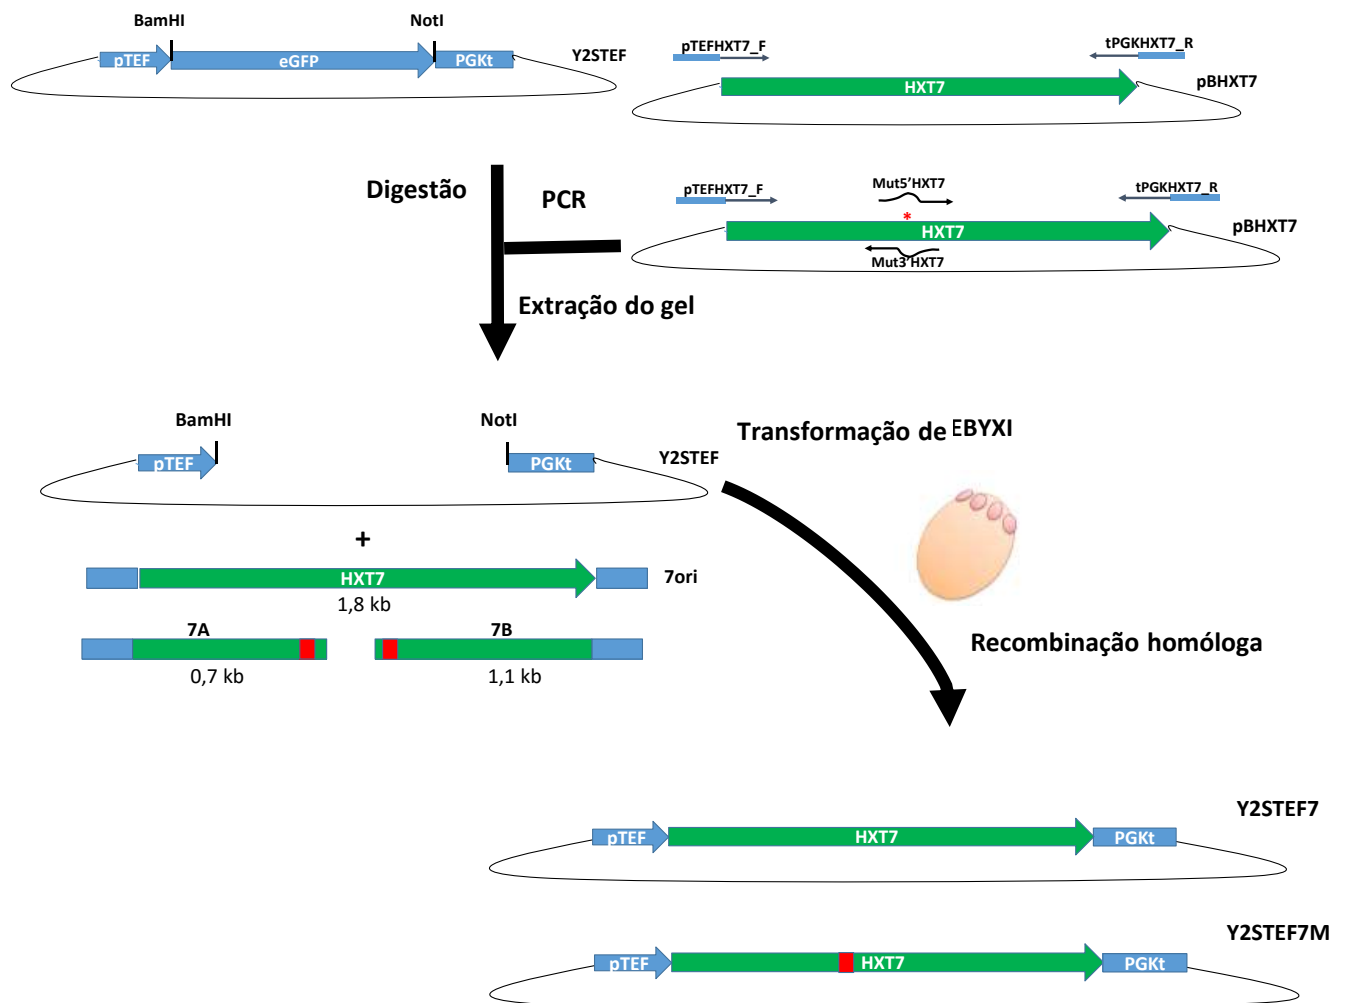 BamHI
NotI
pTEF
eGFP
PGKt
Y2STEF
pTEFHXT7_F
tPGKHXT7_R
HXT7
pBHXT7
Digestão
PCR
pTEFHXT7_F
Mut5'HXT7
tPGKHXT7_R
*
HXT7
pBHXT7
Mut3'HXT7
Extração do gel
BamHI
NotI
pTEF
PGKt
Y2STEF
Transformação de EBYXI
+
HXT7
7ori
1,8 kb
7A
7B
0,7 kb
1,1 kb
Recombinação homóloga
Y2STEF7
pTEF
HXT7
PGKt
Y2STEF7M
pTEF
HXT7
PGKt